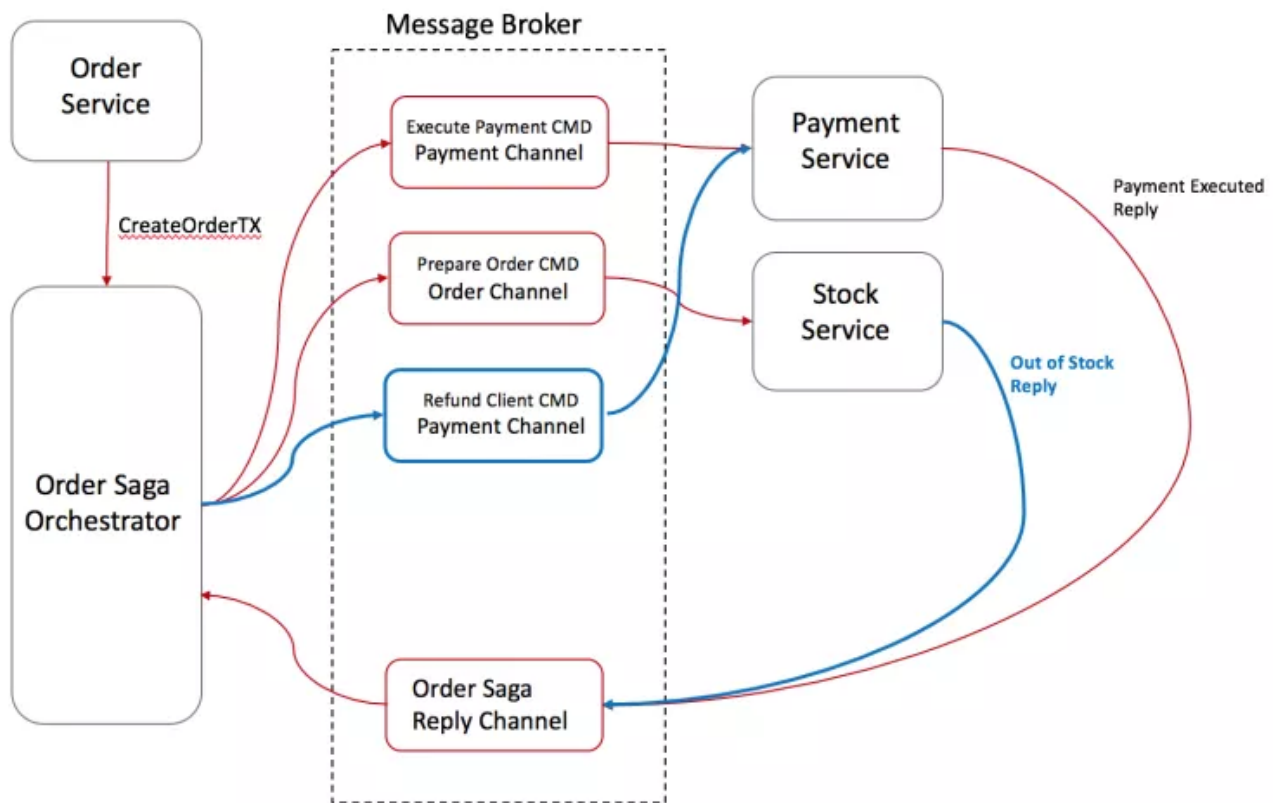 Message Broker
Order
Service
CreateOrderTX
Order Saga
Orchestrator
Execute Payment CMD
Payment Channel
Prepare Order CMD
Order Channel
Refund Client CMD
Payment Channel
Order Saga
Reply Channel
Payment
Service
Stock
Service
Payment Executed
Reply
Out of Stock
Reply